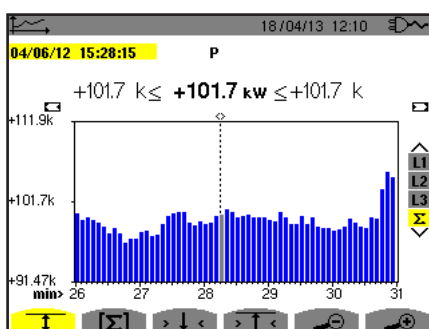 18/04/13 12:10
04/06/12 15:28:15 P
+101.7 k≤ +101.7 kW ≤+101.7 k
+111.9k
+101.7k
+91.47k
L1
L2
L3
Σ
min> 26 27 28 29 30 31
[Σ]